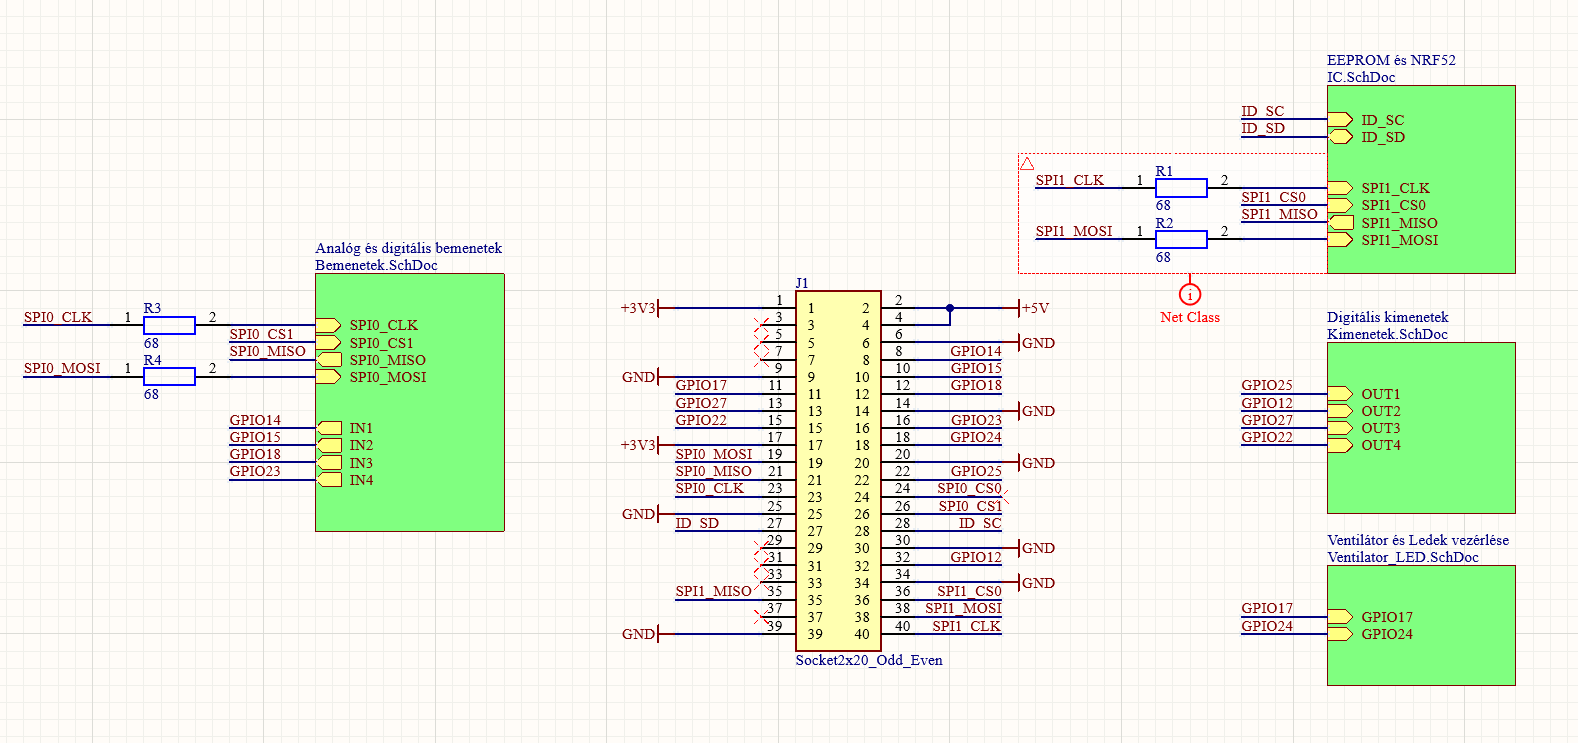 EEPROM és NRF52
IC.SchDoc
ID_SC
ID_SC
ID_SD
ID_SD
SPI1_CLK
1
R1
2
68
SPI1_CLK
SPI1_CS0
SPI1_CS0
SPI1_MISO
SPI1_MISO
SPI1_MOSI
1
R2
2
68
SPI1_MOSI
i
Net Class
Analóg és digitális bemenetek
Bemenetek.SchDoc
SPI0_CLK
1
R3
2
68
SPI0_CLK
SPI0_CS1
SPI0_CS1
SPI0_MISO
SPI0_MISO
SPI0_MOSI
1
R4
2
68
SPI0_MOSI
GPIO14
IN1
GPIO15
IN2
GPIO18
IN3
GPIO23
IN4
J1
+3V3 1 1 2 2 +5V
3 3 4 4
5 5 6 6 GND
7 7 8 8 GPIO14
GND 9 9 10 10 GPIO15
GPIO17 11 11 12 12 GPIO18
GPIO27 13 13 14 14 GND
GPIO22 15 15 16 16 GPIO23
+3V3 17 17 18 18 GPIO24
SPI0_MOSI 19 19 20 20 GND
SPI0_MISO 21 21 22 22 GPIO25
SPI0_CLK 23 23 24 24 SPI0_CS0
GND 25 25 26 26 SPI0_CS1
ID_SD 27 27 28 28 ID_SC
29 29 30 30 GND
31 31 32 32 GPIO12
33 33 34 34 GND
SPI1_MISO 35 35 36 36 SPI1_CS0
37 37 38 38 SPI1_MOSI
GND 39 39 40 40 SPI1_CLK
Socket2x20_Odd_Even
Digitális kimenetek
Kimenetek.SchDoc
GPIO25
OUT1
GPIO12
OUT2
GPIO27
OUT3
GPIO22
OUT4
Ventilátor és Ledek vezérlése
Ventilator_LED.SchDoc
GPIO17
GPIO17
GPIO24
GPIO24